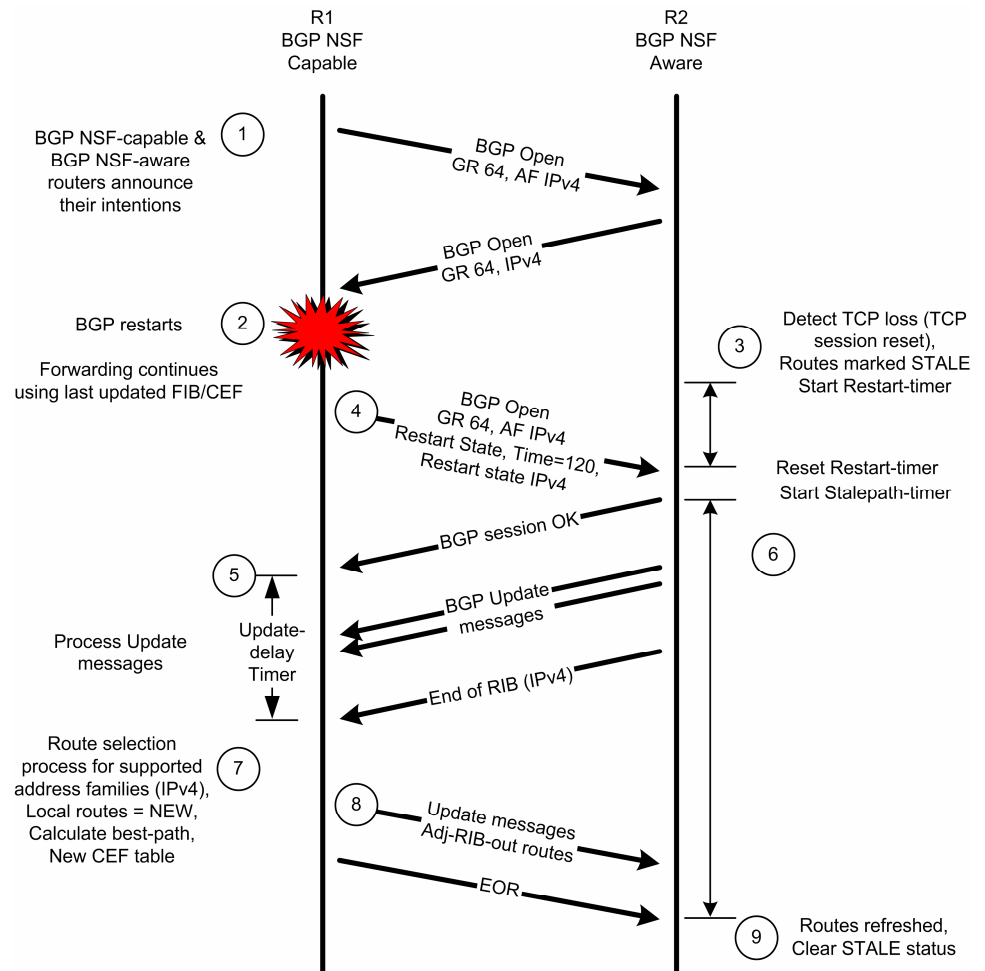 R1
BGP NSF
Capable
R2
BGP NSF
Aware
1
BGP NSF-capable &
BGP NSF-aware
routers announce
their intentions
BGP Open
GR 64, AF IPv4
BGP Open
GR 64, IPv4
BGP restarts
2
Forwarding continues
using last updated FIB/CEF
3
Detect TCP loss (TCP
session reset),
Routes marked STALE
Start Restart-timer
4
BGP Open
GR 64, AF IPv4
Restart State, Time=120,
Restart state IPv4
Reset Restart-timer
Start Stalepath-timer
BGP session OK
6
5
BGP Update
messages
Process Update
messages
Update-
delay
Timer
End of RIB (IPv4)
Route selection
process for supported
address families (IPv4),
Local routes = NEW,
Calculate best-path,
New CEF table
7
8
Update messages
Adj-RIB-out routes
EOR
9
Routes refreshed,
Clear STALE status